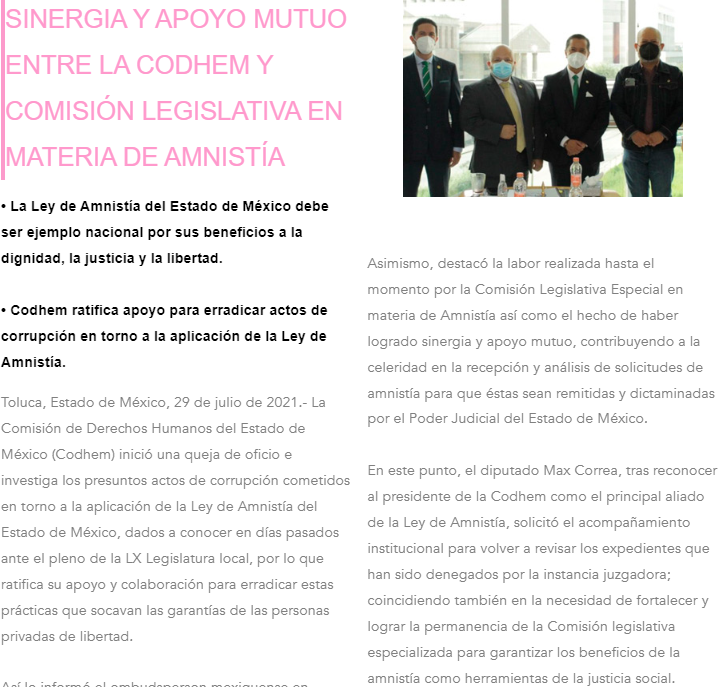 SINERGIA Y APOYO MUTUO
ENTRE LA CODHEM Y
COMISIÓN LEGISLATIVA EN
MATERIA DE AMNISTÍA
• La Ley de Amnistía del Estado de México debe
ser ejemplo nacional por sus beneficios a la
dignidad, la justicia y la libertad.
• Codhem ratifica apoyo para erradicar actos de
corrupción en torno a la aplicación de la Ley de
Amnistía.
Toluca, Estado de México, 29 de julio de 2021.- La
Comisión de Derechos Humanos del Estado de
México (Codhem) inició una queja de oficio e
investiga los presuntos actos de corrupción cometidos
en torno a la aplicación de la Ley de Amnistía del
Estado de México, dados a conocer en días pasados
ante el pleno de la LX Legislatura local, por lo que
ratifica su apoyo y colaboración para erradicar estas
prácticas que socavan las garantías de las personas
privadas de libertad.
Así lo informó el ombudsperson mexiquense en
Asimismo, destacó la labor realizada hasta el
momento por la Comisión Legislativa Especial en
materia de Amnistía así como el hecho de haber
logrado sinergia y apoyo mutuo, contribuyendo a la
celeridad en la recepción y análisis de solicitudes de
amnistía para que éstas sean remitidas y dictaminadas
por el Poder Judicial del Estado de México.
En este punto, el diputado Max Correa, tras reconocer
al presidente de la Codhem como el principal aliado
de la Ley de Amnistía, solicitó el acompañamiento
institucional para volver a revisar los expedientes que
han sido denegados por la instancia juzgadora;
coincidiendo también en la necesidad de fortalecer y
lograr la permanencia de la Comisión legislativa
especializada para garantizar los beneficios de la
amnistía como herramientas de la justicia social.